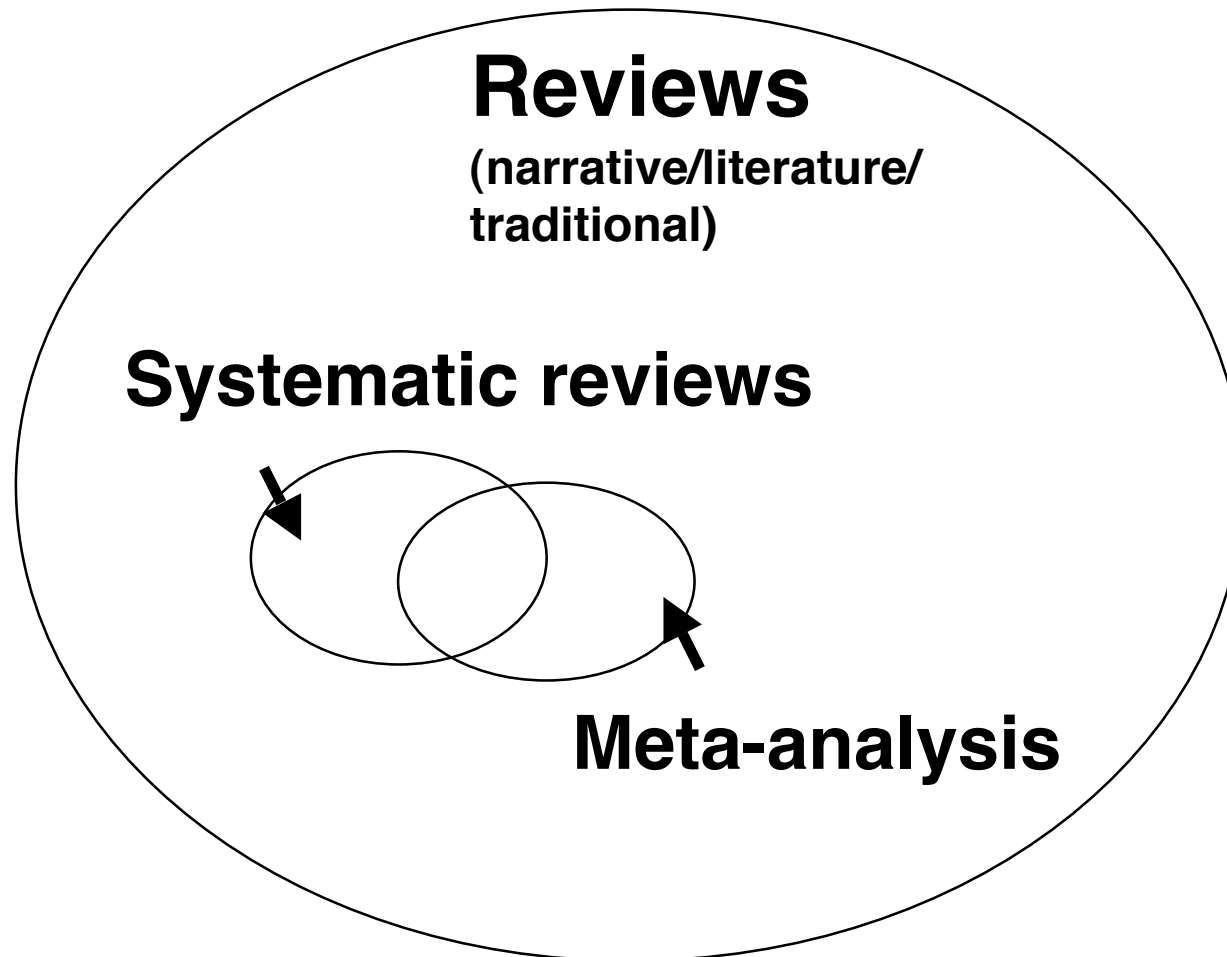 Reviews
(narrative/literature/
traditional)
Systematic reviews
Meta-analysis